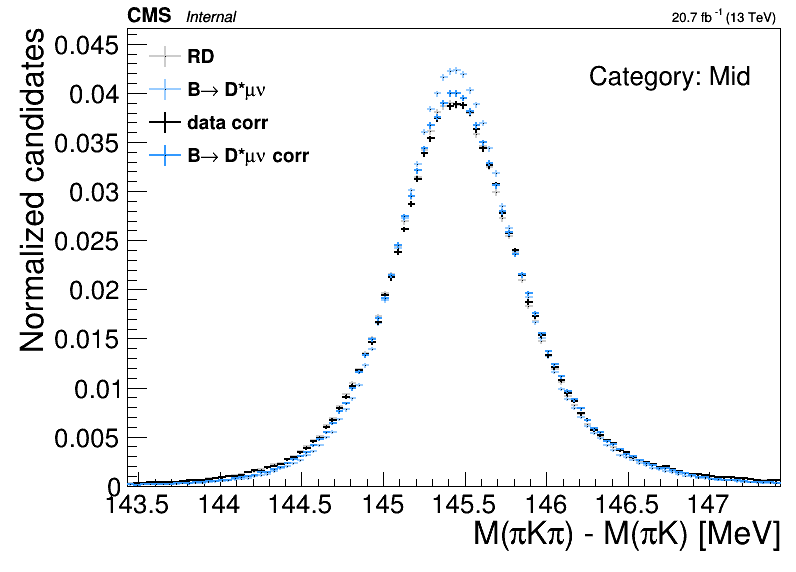 CMS Internal 20.7 fb⁻¹ (13 TeV)
Normalized candidates
0.045
0.04
0.035
0.03
0.025
0.02
0.015
0.01
0.005
0
RD
B→ D*μν
data corr
B→ D*μν corr
Category: Mid
143.5 144 144.5 145 145.5 146 146.5 147
M(πKπ) - M(πK) [MeV]